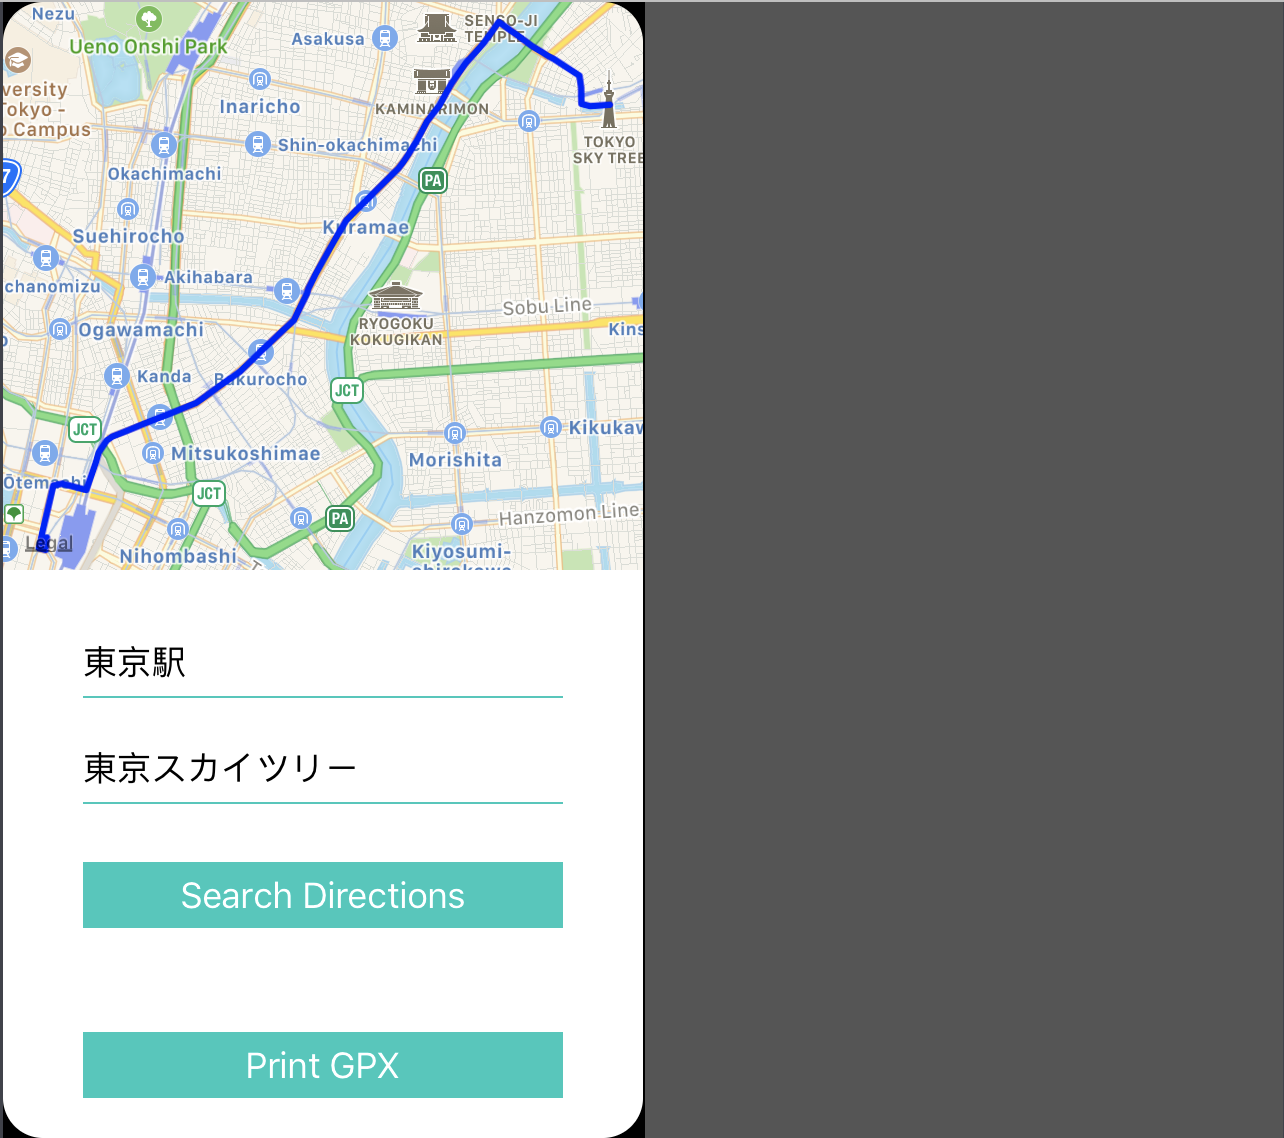 Nezu
SENSO-JI
TEMPLE
Asakusa
Ueno Onshi Park
versity
Tokyo -
o Campus
Inaricho
KAMINARIMON
Shin-okachimachi
TOKYO
SKY TREE
Okachimachi
PA
7
Kuramae
Suehirocho
Akihabara
chanomizu
Sobu Line
RYOGOKU
KOKUGIKAN
Ogawamachi
Kins
Kanda
Bakurocho
JCT
JCT
Kikukaw
Mitsukoshimae
Morishita
Ōtemachi
JCT
PA
Hanzomon Line
Legal
Nihombashi
Kiyosumi-
shirakawa
東京駅
東京スカイツリー
Search Directions
Print GPX